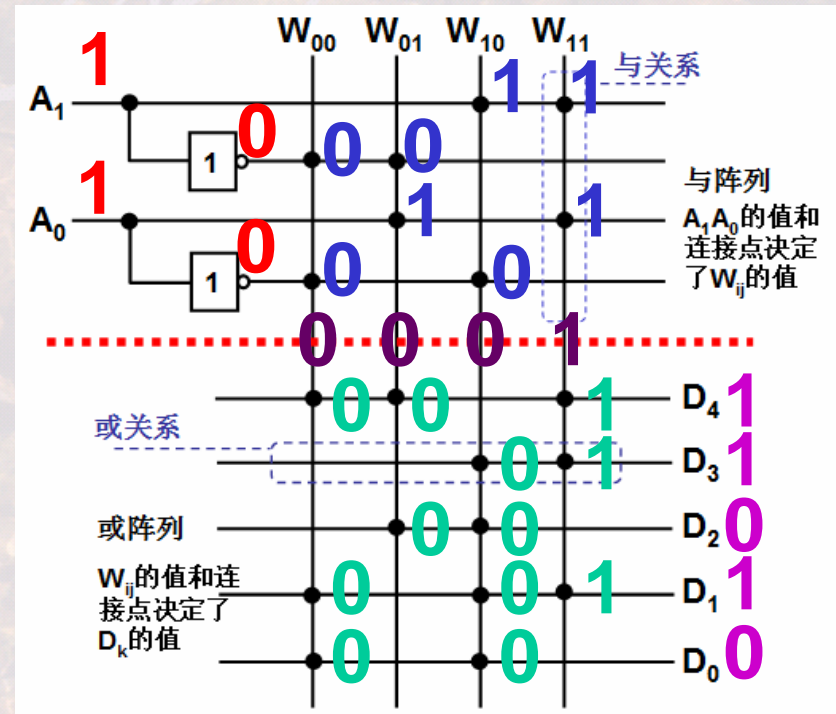 W₀₀ W₀₁ W₁₀ W₁₁
1 1 1 与关系
A₁
0 0 0
1
1 1 1 与阵列
A₀ A₁A₀的值和
连接点决定
0 0 0
1 了Wᵢⱼ的值
0 0 0 1
0 0 1 D₄ 1
或关系
0 1 D₃ 1
或阵列 0 0 D₂ 0
Wᵢⱼ的值和连
0 0 1 D₁ 1
接点决定了
Dₖ的值
0 0 D₀ 0